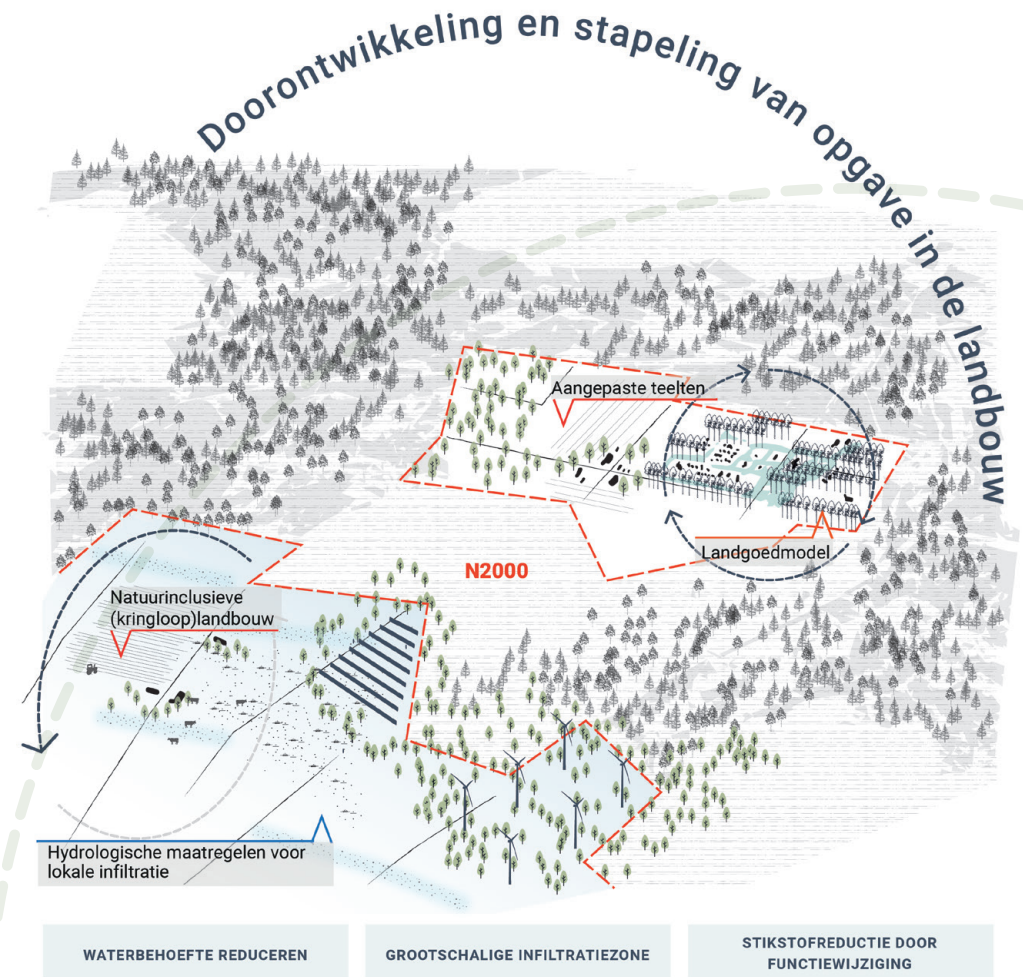 Doorontwikkeling en stapeling van opgave in de landbouw
Aangepaste teelten
Landgoedmodel
N2000
Natuurinclusieve
(kringloop)landbouw
Hydrologische maatregelen voor
lokale infiltratie
WATERBEHOEFTE REDUCEREN
GROOTSCHALIGE INFILTRATIEZONE
STIKSTOFREDUCTIE DOOR
FUNCTIEWIJZIGING